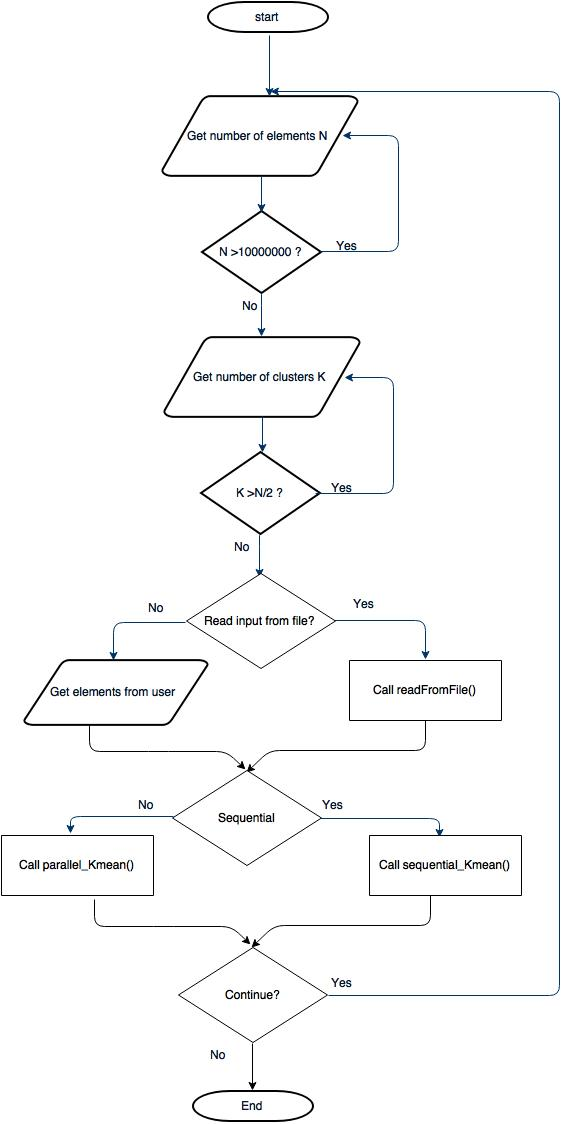 start
Get number of elements N
N >10000000 ?
Yes
No
Get number of clusters K
K >N/2 ?
Yes
No
Read input from file?
No
Yes
Get elements from user
Call readFromFile()
Sequential
No
Yes
Call parallel_Kmean()
Call sequential_Kmean()
Continue?
Yes
No
End